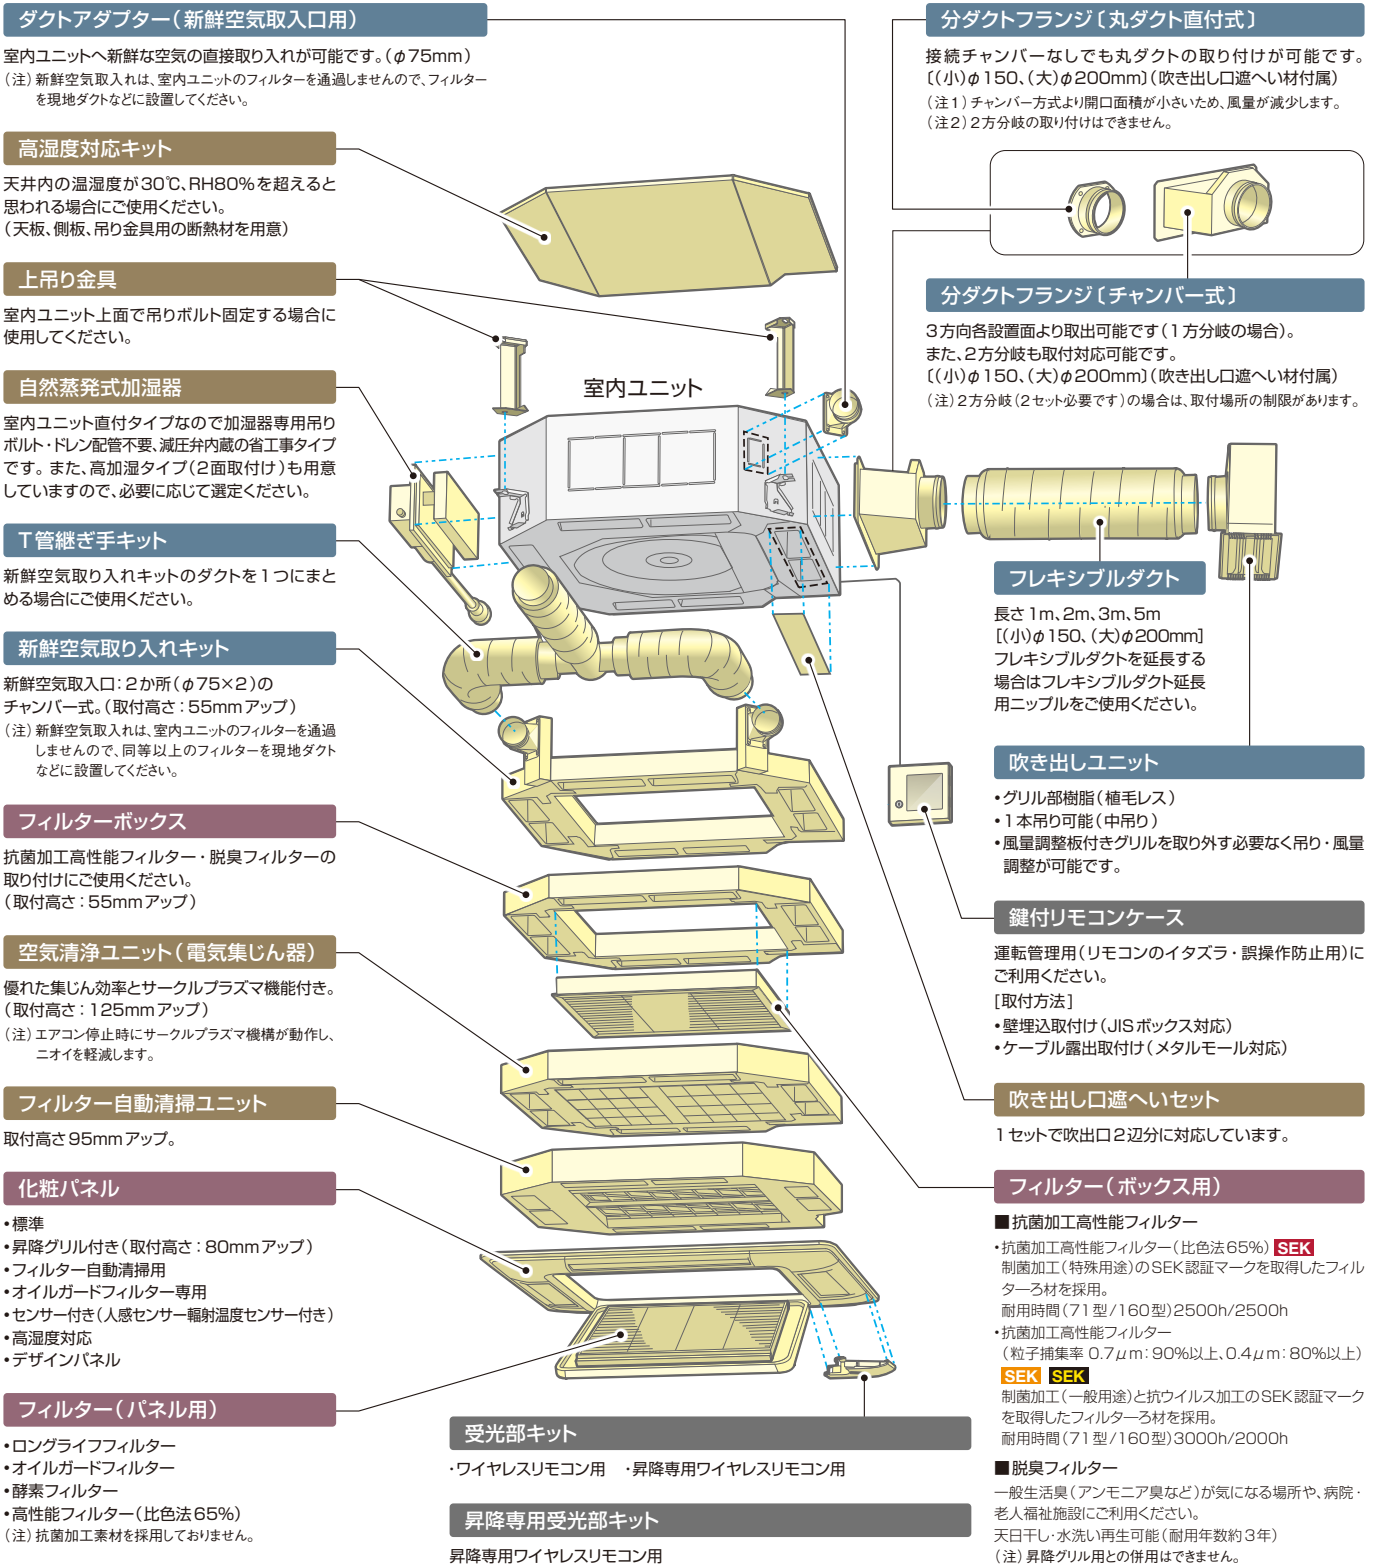 ダクトアダプター（新鮮空気取入口用）
室内ユニットへ新鮮な空気の直接取り入れが可能です。（φ75mm）
（注）新鮮空気取入れは、室内ユニットのフィルターを通過しませんので、フィルター
を現地ダクトなどに設置してください。
高湿度対応キット
天井内の温湿度が30℃、RH80%を超えると
思われる場合にご使用ください。
（天板、側板、吊り金具用の断熱材を用意）
上吊り金具
室内ユニット上面で吊りボルト固定する場合に
使用してください。
自然蒸発式加湿器
室内ユニット直付タイプなので加湿器専用吊り
ボルト・ドレン配管不要、減圧弁内蔵の省工事タイプ
です。また、高加湿タイプ（2面取付け）も用意
していますので、必要に応じて選定ください。
T管継ぎ手キット
新鮮空気取り入れキットのダクトを1つにまと
める場合にご使用ください。
新鮮空気取り入れキット
新鮮空気取入口：2か所（φ75×2）の
チャンバー式。（取付高さ：55mmアップ）
（注）新鮮空気取入れは、室内ユニットのフィルターを通過
しませんので、同等以上のフィルターを現地ダクト
などに設置してください。
フィルターボックス
抗菌加工高性能フィルター・脱臭フィルターの
取り付けにご使用ください。
（取付高さ：55mmアップ）
空気清浄ユニット（電気集じん器）
優れた集じん効率とサークルプラズマ機能付き。
（取付高さ：125mmアップ）
（注）エアコン停止時にサークルプラズマ機構が動作し、
ニオイを軽減します。
フィルター自動清掃ユニット
取付高さ95mmアップ。
化粧パネル
•標準
•昇降グリル付き（取付高さ：80mmアップ）
•フィルター自動清掃用
•オイルガードフィルター専用
•センサー付き（人感センサー輻射温度センサー付き）
•高湿度対応
•デザインパネル
フィルター（パネル用）
•ロングライフフィルター
•オイルガードフィルター
•酵素フィルター
•高性能フィルター（比色法65%）
（注）抗菌加工素材を採用しておりません。
室内ユニット
受光部キット
・ワイヤレスリモコン用　・昇降専用ワイヤレスリモコン用
昇降専用受光部キット
昇降専用ワイヤレスリモコン用
分ダクトフランジ〔丸ダクト直付式〕
接続チャンバーなしでも丸ダクトの取り付けが可能です。
〔（小）φ150、（大）φ200mm〕（吹き出し口遮へい材付属）
（注1）チャンバー方式より開口面積が小さいため、風量が減少します。
（注2）2方分岐の取り付けはできません。
分ダクトフランジ〔チャンバー式〕
3方向各設置面より取出可能です（1方分岐の場合）。
また、2方分岐も取付対応可能です。
〔（小）φ150、（大）φ200mm〕（吹き出し口遮へい材付属）
（注）2方分岐（2セット必要です）の場合は、取付場所の制限があります。
フレキシブルダクト
長さ1m、2m、3m、5m
[（小）φ150、（大）φ200mm]
フレキシブルダクトを延長する
場合はフレキシブルダクト延長
用ニップルをご使用ください。
吹き出しユニット
•グリル部樹脂（植毛レス）
•1本吊り可能（中吊り）
•風量調整板付きグリルを取り外す必要なく吊り・風量
調整が可能です。
鍵付リモコンケース
運転管理用（リモコンのイタズラ・誤操作防止用）に
ご利用ください。
[取付方法]
•壁埋込取付け（JISボックス対応）
•ケーブル露出取付け（メタルモール対応）
吹き出し口遮へいセット
1セットで吹出口2辺分に対応しています。
フィルター（ボックス用）
■抗菌加工高性能フィルター
•抗菌加工高性能フィルター（比色法65%） SEK
制菌加工（特殊用途）のSEK認証マークを取得したフィル
ターろ材を採用。
耐用時間（71型/160型）2500h/2500h
•抗菌加工高性能フィルター
（粒子捕集率 0.7μm：90%以上、0.4μm：80%以上）
SEK SEK
制菌加工（一般用途）と抗ウイルス加工のSEK認証マーク
を取得したフィルターろ材を採用。
耐用時間（71型/160型）3000h/2000h
■脱臭フィルター
一般生活臭（アンモニア臭など）が気になる場所や、病院・
老人福祉施設にご利用ください。
天日干し・水洗い再生可能（耐用年数約3年）
（注）昇降グリル用との併用はできません。